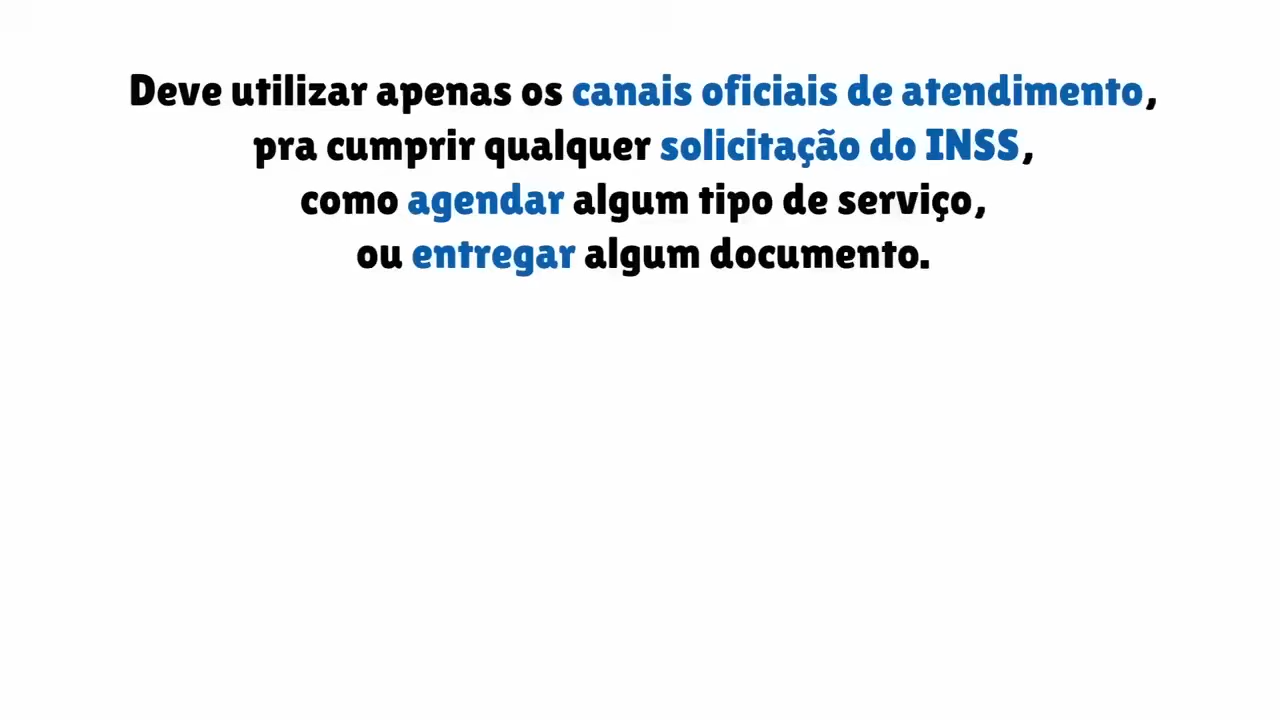 Deve utilizar apenas os canais oficiais de atendimento,
pra cumprir qualquer solicitação do INSS,
como agendar algum tipo de serviço,
ou entregar algum documento.